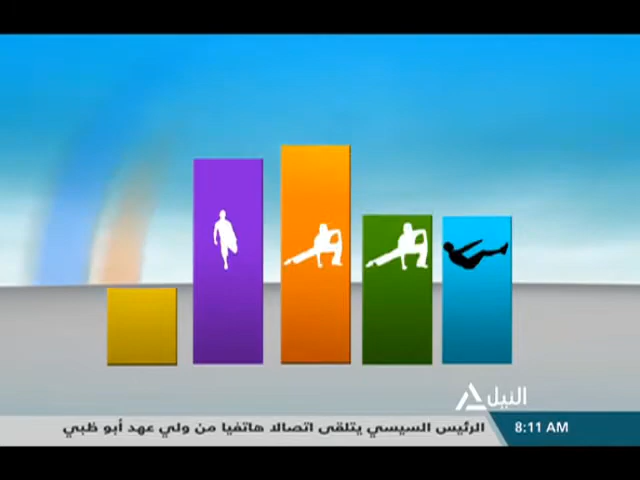 النيل
الرئيس السيسي يتلقى اتصالا هاتفيا من ولي عهد أبو ظبي
8:11 AM